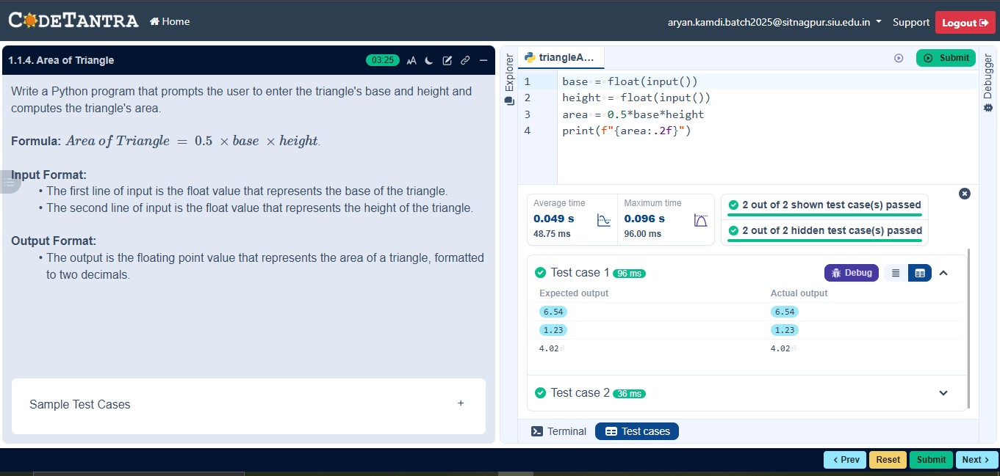 CODETANTRA
Home
aryan.kamdi.batch2025@sitnagpur.siu.edu.in
Support
Logout
1.1.4. Area of Triangle
03:25
AA
Write a Python program that prompts the user to enter the triangle's base and height and
computes the triangle's area.
Formula: Area of Triangle = 0.5 × base × height.
Input Format:
• The first line of input is the float value that represents the base of the triangle.
• The second line of input is the float value that represents the height of the triangle.
Output Format:
• The output is the floating point value that represents the area of a triangle, formatted
to two decimals.
Sample Test Cases
+
Explorer
triangleA...
Submit
Debugger
1 base = float(input())
2 height = float(input())
3 area = 0.5*base*height
4 print(f"{area:.2f}")
Average time
0.049 s
48.75 ms
Maximum time
0.096 s
96.00 ms
2 out of 2 shown test case(s) passed
2 out of 2 hidden test case(s) passed
Test case 1 96 ms
Debug
Expected output Actual output
6.54 6.54
1.23 1.23
4.02 4.02
Test case 2 36 ms
Terminal
Test cases
< Prev
Reset
Submit
Next >